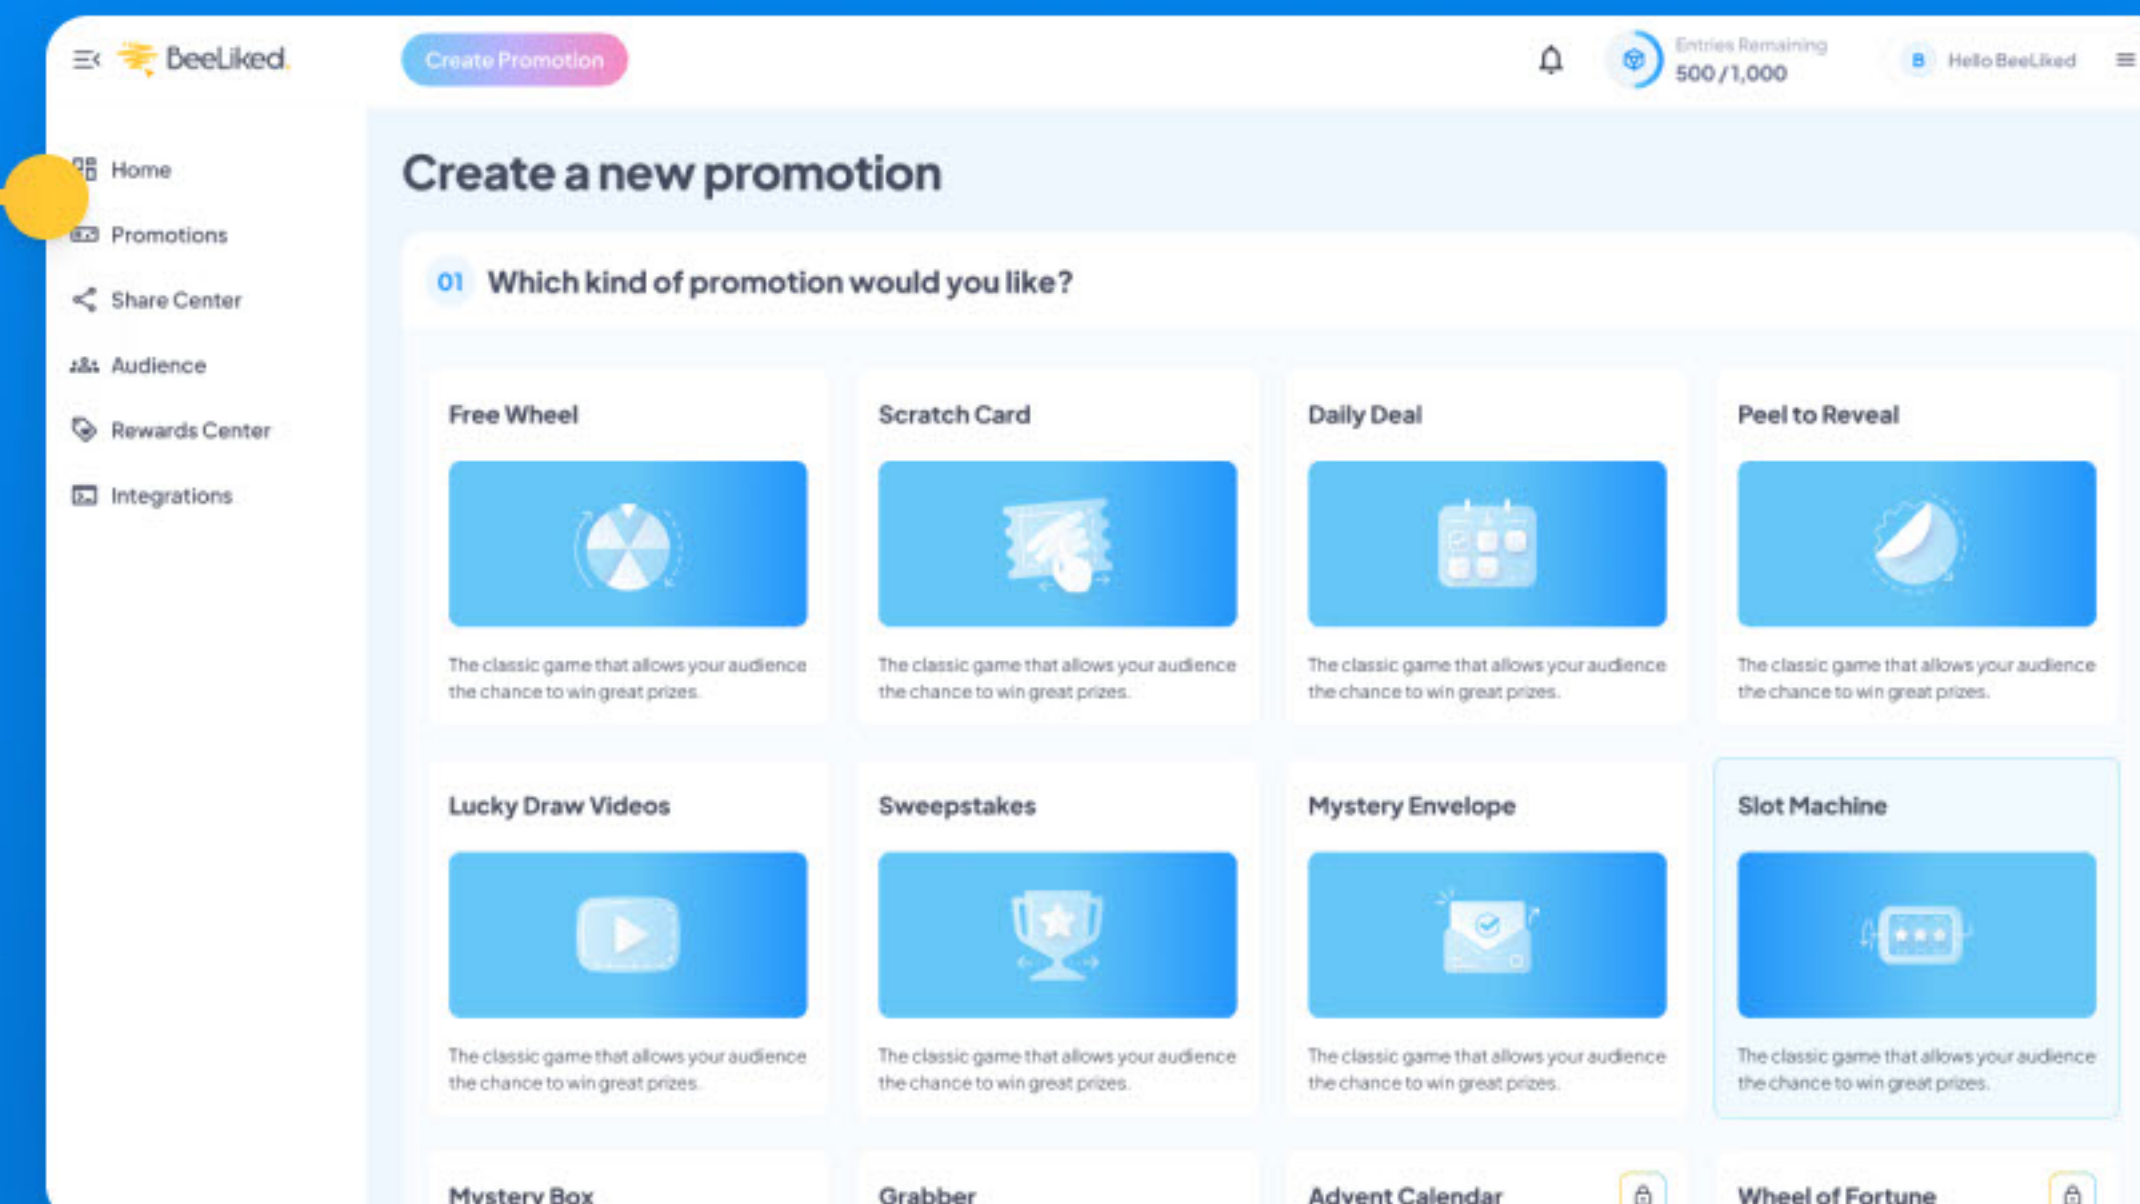 BeeLiked.
Create Promotion
Entries Remaining
500 / 1,000
B Hello BeeLiked
Home
Promotions
Share Center
Audience
Rewards Center
Integrations
Create a new promotion
01 Which kind of promotion would you like?
Free Wheel
The classic game that allows your audience
the chance to win great prizes.
Scratch Card
The classic game that allows your audience
the chance to win great prizes.
Daily Deal
The classic game that allows your audience
the chance to win great prizes.
Peel to Reveal
The classic game that allows your audience
the chance to win great prizes.
Lucky Draw Videos
The classic game that allows your audience
the chance to win great prizes.
Sweepstakes
The classic game that allows your audience
the chance to win great prizes.
Mystery Envelope
The classic game that allows your audience
the chance to win great prizes.
Slot Machine
The classic game that allows your audience
the chance to win great prizes.
Mystery Box
Grabber
Advent Calendar
Wheel of Fortune